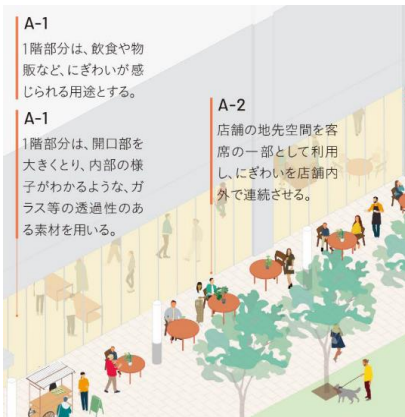 A-1
1階部分は、飲食や物
販など、にぎわいが感
じられる用途とする。
A-1
1階部分は、開口部を
大きくとり、内部の様
子がわかるような、ガ
ラス等の透過性のあ
る素材を用いる。
A-2
店舗の地先空間を客
席の一部として利用
し、にぎわいを店舗内
外で連続させる。